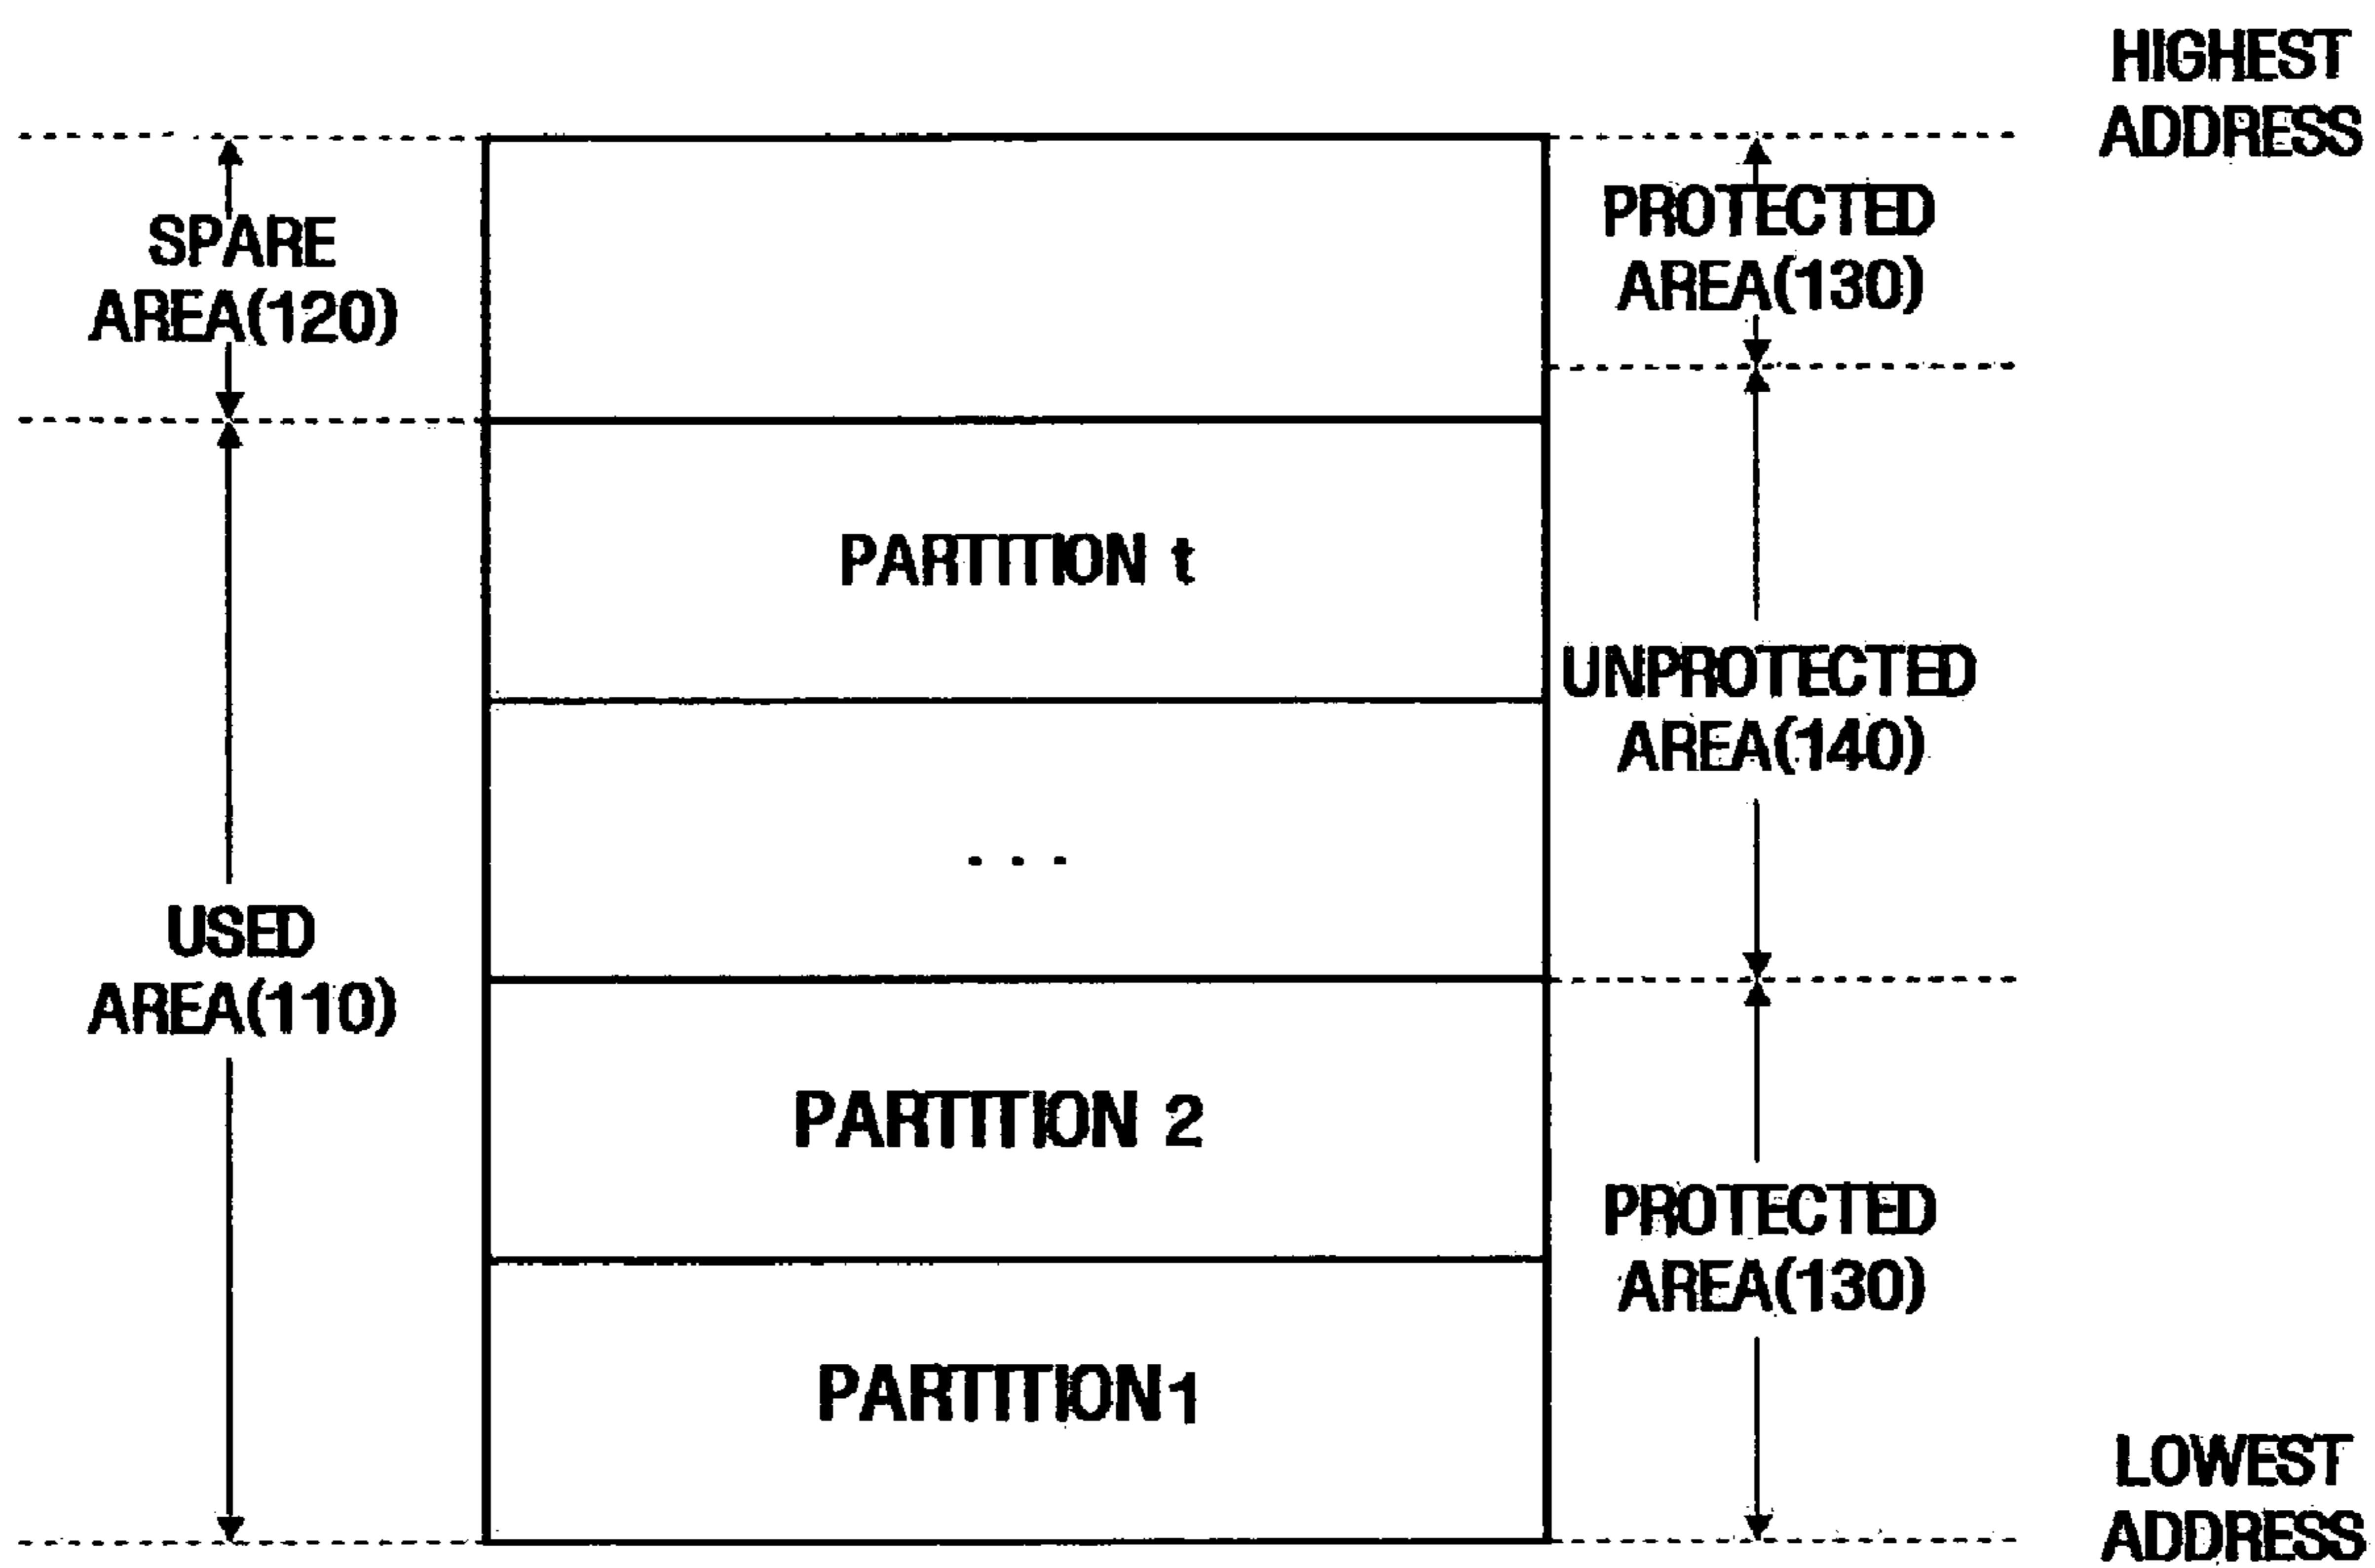 HIGHEST
ADDRESS
SPARE
AREA(120)
PROTECTED
AREA(130)
PARTITION t
UNPROTECTED
AREA(140)
. . .
USED
AREA(110)
PARTITION 2
PROTECTED
AREA(130)
PARTITION1
LOWEST
ADDRESS